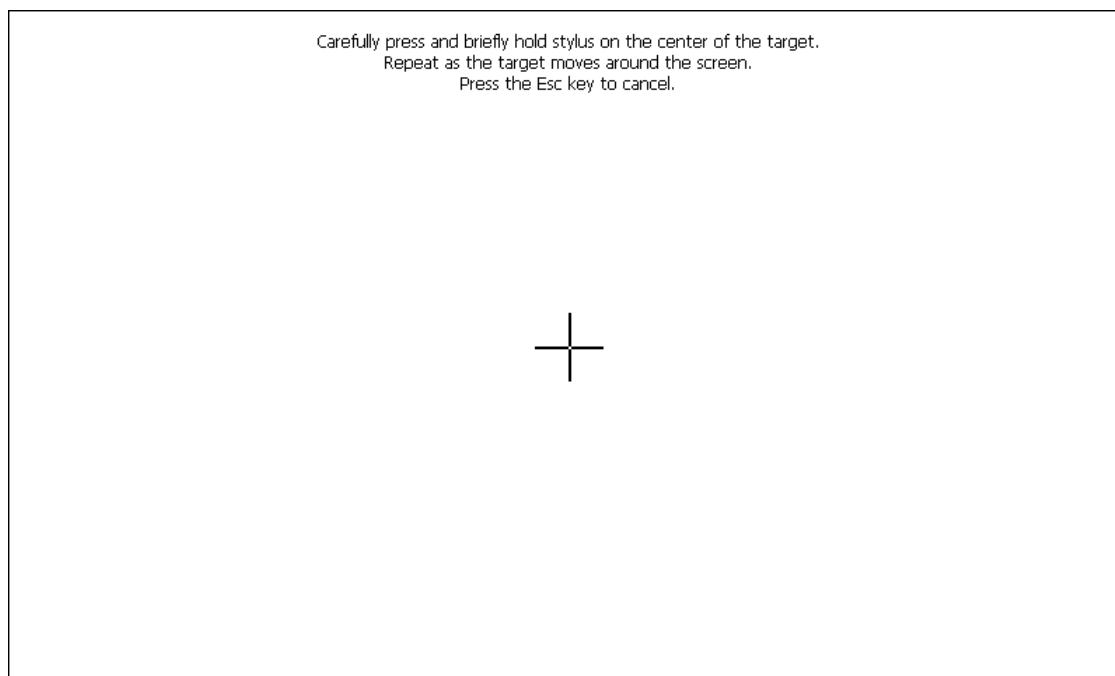 Carefully press and briefly hold stylus on the center of the target.
Repeat as the target moves around the screen.
Press the Esc key to cancel.